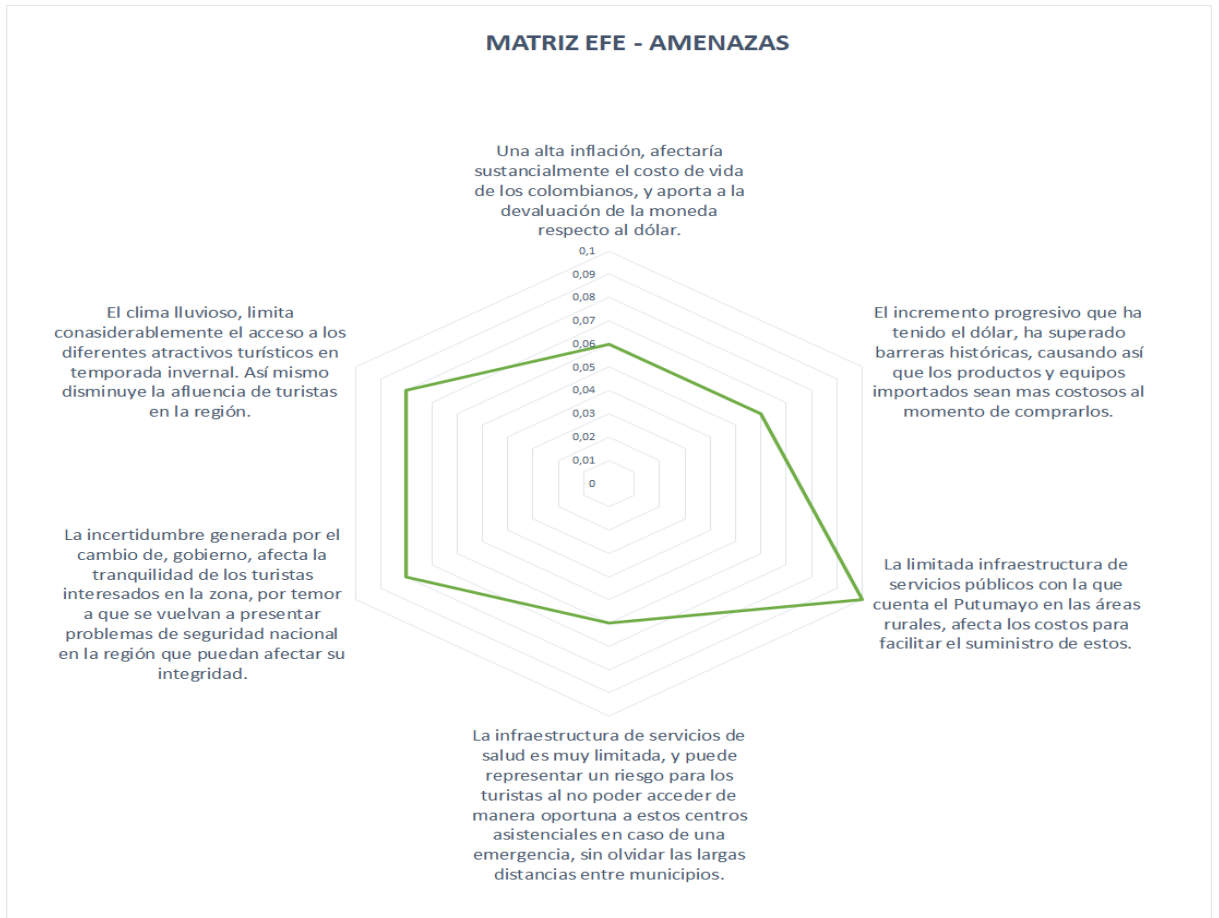 MATRIZ EFE - AMENAZAS
Una alta inflación, afectaría
sustancialmente el costo de vida
de los colombianos, y aporta a la
devaluación de la moneda
respecto al dólar.
0,1
0,09
0,08
0,07
0,06
0,05
0,04
0,03
0,02
0,01
0
El incremento progresivo que ha
tenido el dólar, ha superado
barreras históricas, causando así
que los productos y equipos
importados sean mas costosos al
momento de comprarlos.
La limitada infraestructura de
servicios públicos con la que
cuenta el Putumayo en las áreas
rurales, afecta los costos para
facilitar el suministro de estos.
La infraestructura de servicios de
salud es muy limitada, y puede
representar un riesgo para los
turistas al no poder acceder de
manera oportuna a estos centros
asistenciales en caso de una
emergencia, sin olvidar las largas
distancias entre municipios.
La incertidumbre generada por el
cambio de, gobierno, afecta la
tranquilidad de los turistas
interesados en la zona, por temor
a que se vuelvan a presentar
problemas de seguridad nacional
en la región que puedan afectar su
integridad.
El clima lluvioso, limita
conasiderablemente el acceso a los
diferentes atractivos turísticos en
temporada invernal. Así mismo
disminuye la afluencia de turistas
en la región.